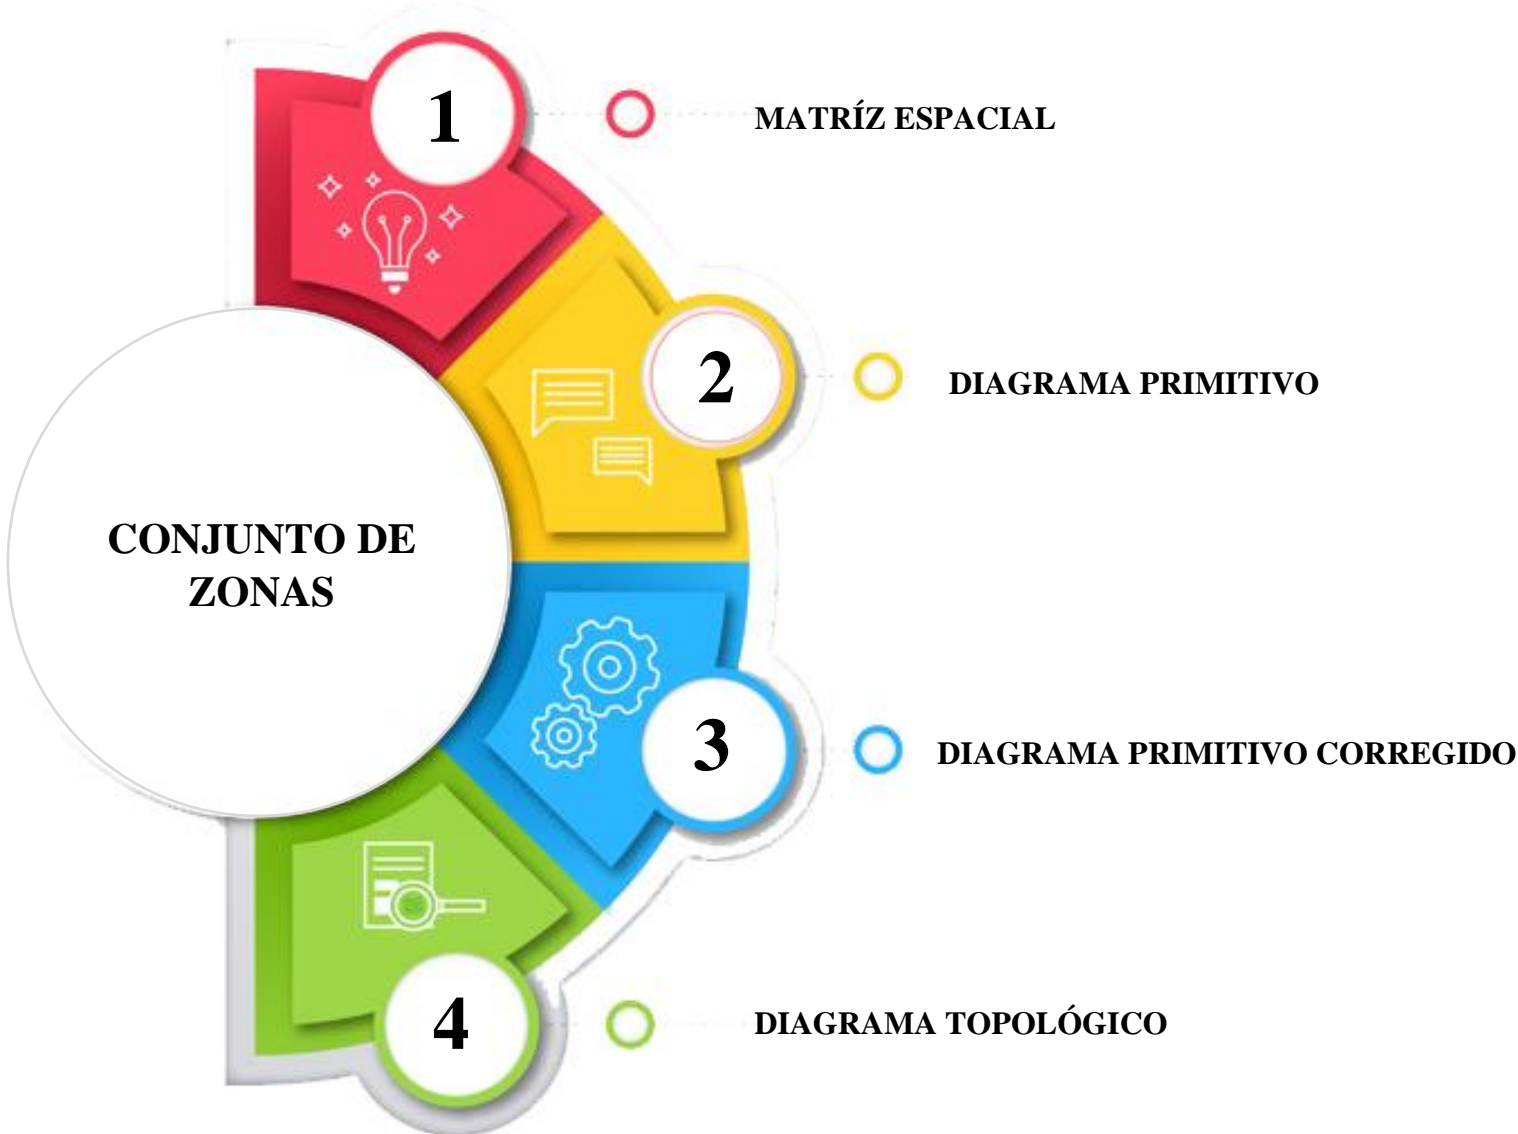 1
MATRÍZ ESPACIAL
2
DIAGRAMA PRIMITIVO
CONJUNTO DE
ZONAS
3
DIAGRAMA PRIMITIVO CORREGIDO
4
DIAGRAMA TOPOLÓGICO